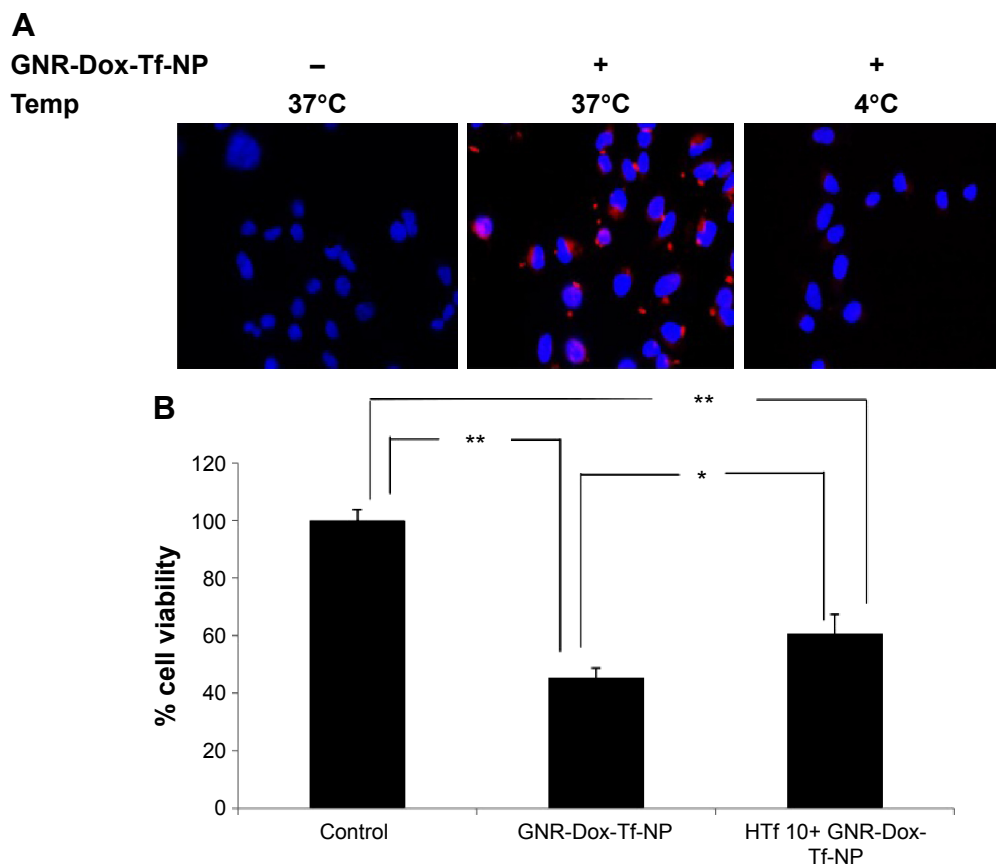 A
GNR-Dox-Tf-NP – + +
Temp 37°C 37°C 4°C
B
**
**
*
120
100
80
60
40
20
0
% cell viability
Control
GNR-Dox-Tf-NP
HTf 10+ GNR-Dox-
Tf-NP